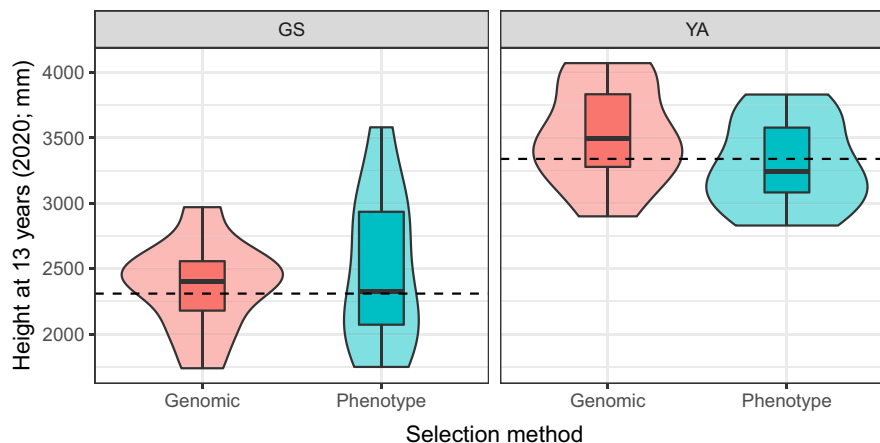 GS
YA
Height at 13 years (2020; mm)
4000
3500
3000
2500
2000
Genomic
Phenotype
Genomic
Phenotype
Selection method